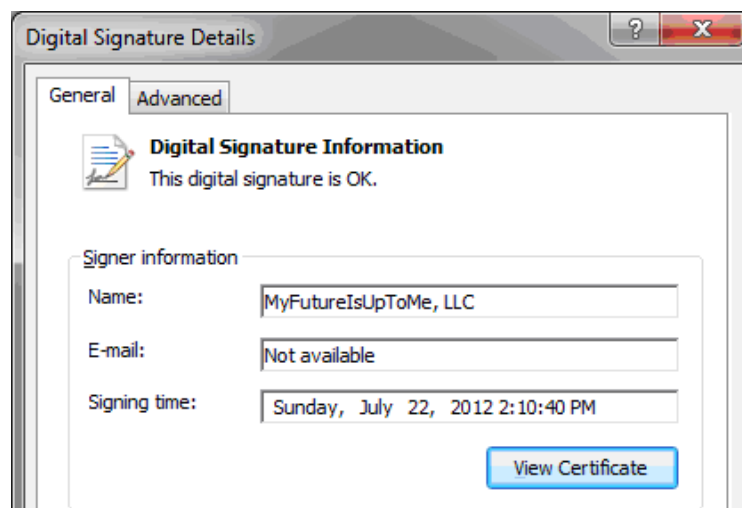 Digital Signature Details
General Advanced
Digital Signature Information
This digital signature is OK.
Signer information
Name: MyFutureIsUpToMe, LLC
E-mail: Not available
Signing time: Sunday, July 22, 2012 2:10:40 PM
View Certificate